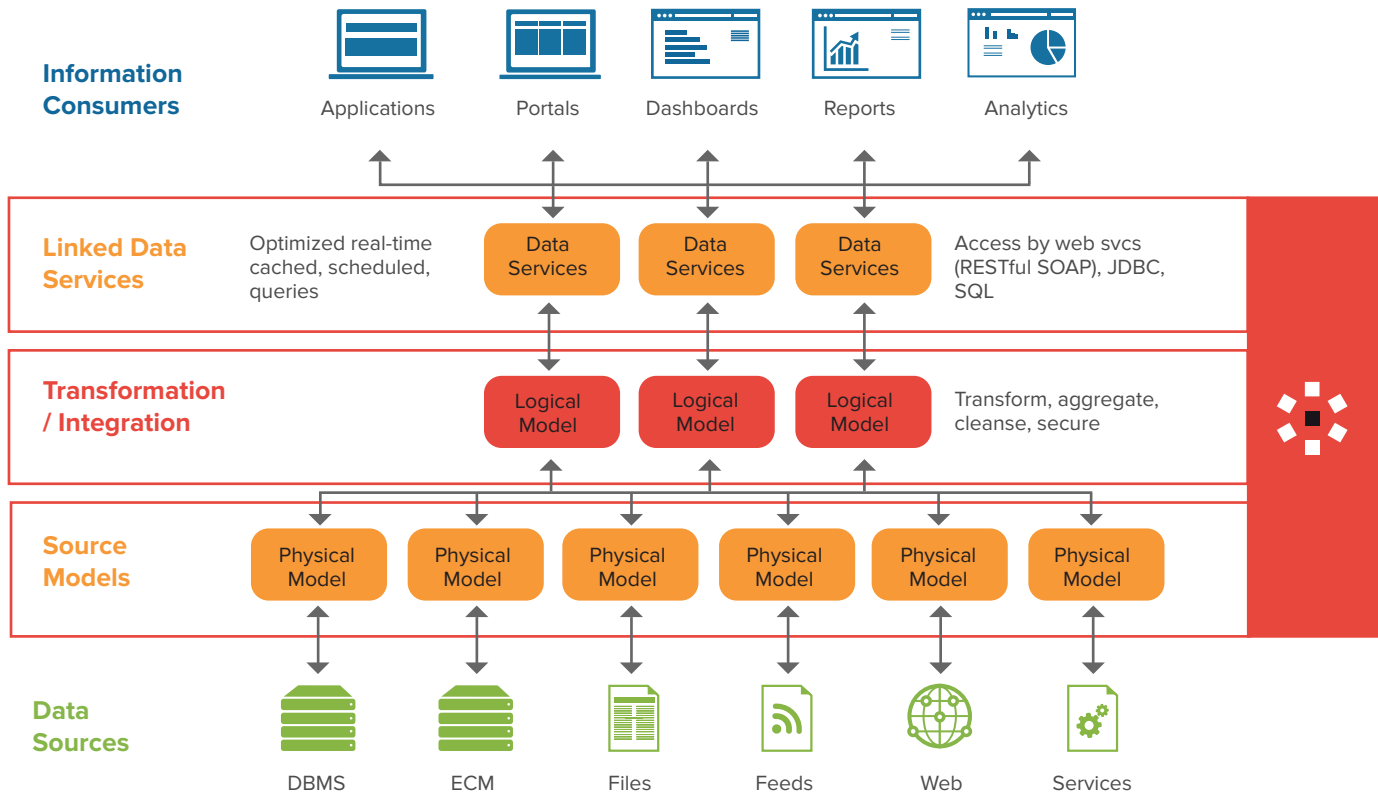 Information
Consumers
Applications
Portals
Dashboards
Reports
Analytics
Linked Data
Services
Optimized real-time
cached, scheduled,
queries
Data
Services
Data
Services
Data
Services
Access by web svcs
(RESTful SOAP), JDBC,
SQL
Transformation
/ Integration
Logical
Model
Logical
Model
Logical
Model
Transform, aggregate,
cleanse, secure
Source
Models
Physical
Model
Physical
Model
Physical
Model
Physical
Model
Physical
Model
Physical
Model
Data
Sources
DBMS
ECM
Files
Feeds
Web
Services